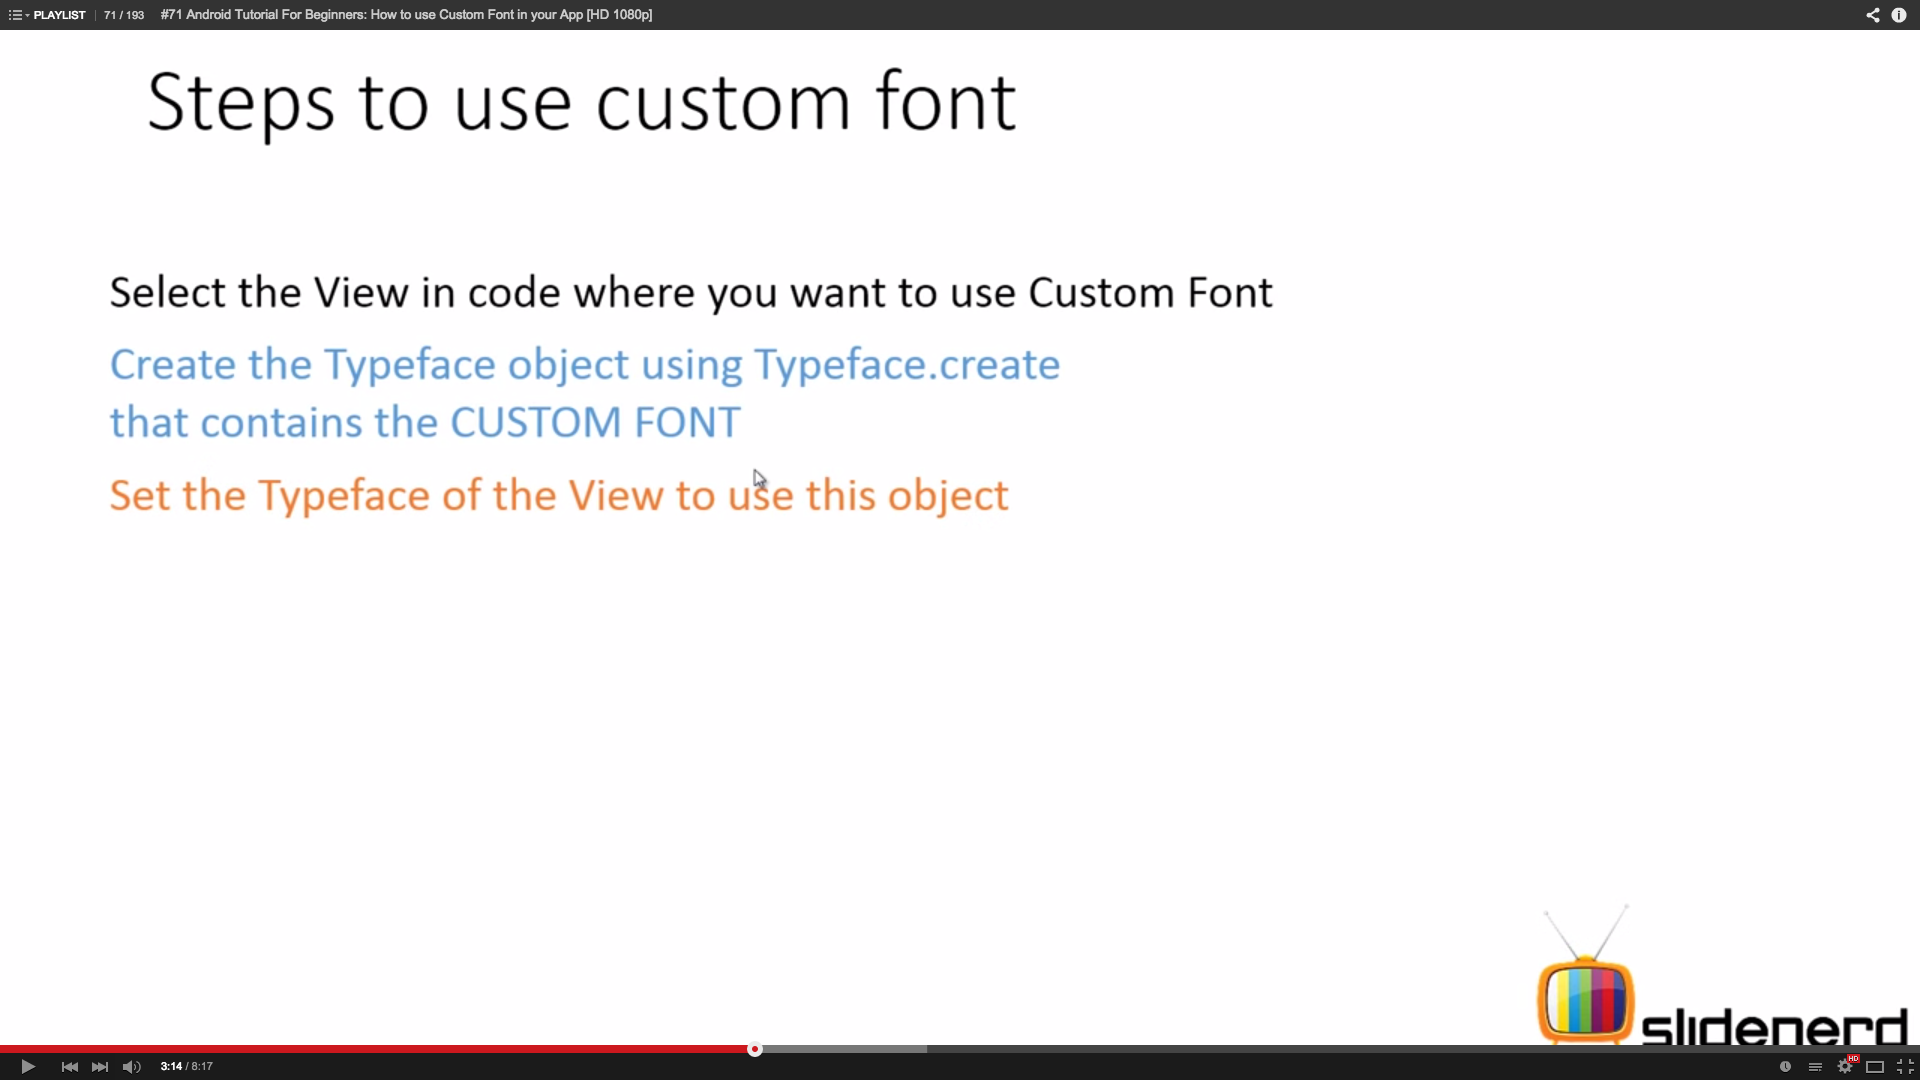 PLAYLIST 71 / 193 #71 Android Tutorial For Beginners: How to use Custom Font in your App [HD 1080p]
Steps to use custom font
Select the View in code where you want to use Custom Font
Create the Typeface object using Typeface.create
that contains the CUSTOM FONT
Set the Typeface of the View to use this object
slidenerd
3:14 / 8:17
HD